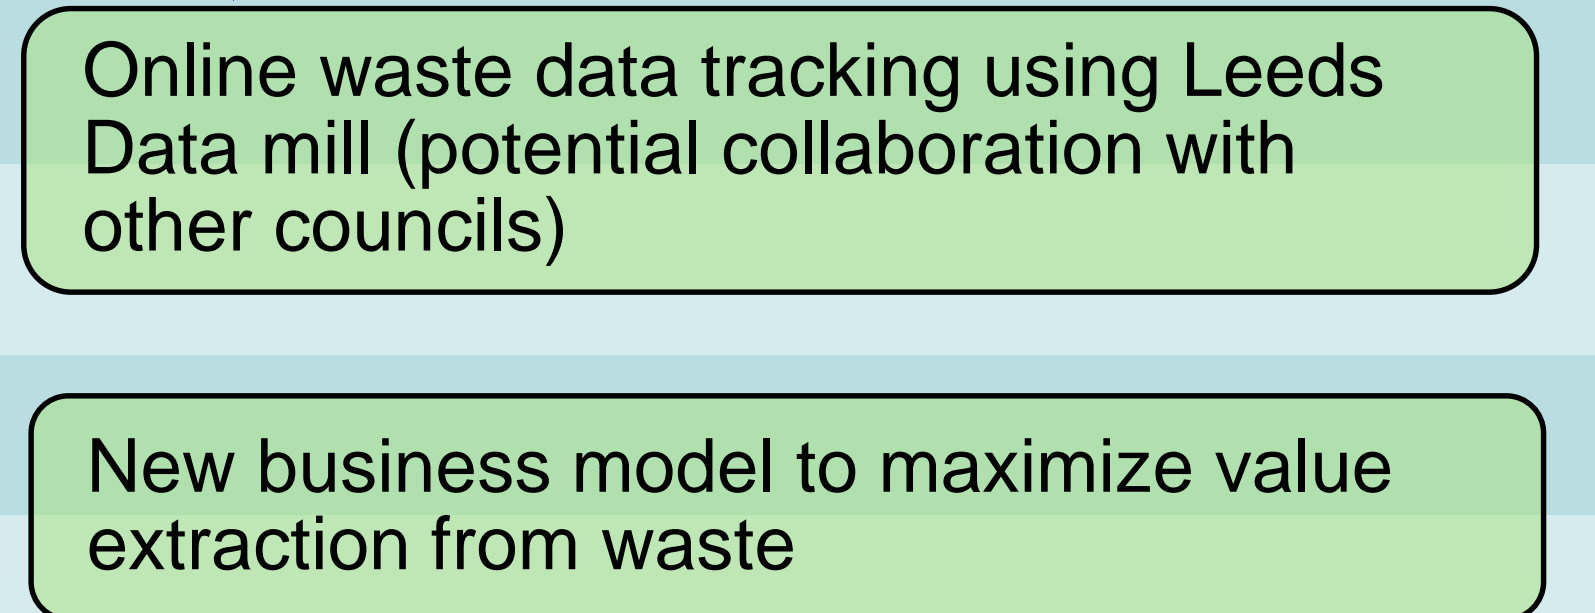 Online waste data tracking using Leeds
Data mill (potential collaboration with
other councils)
New business model to maximize value
extraction from waste